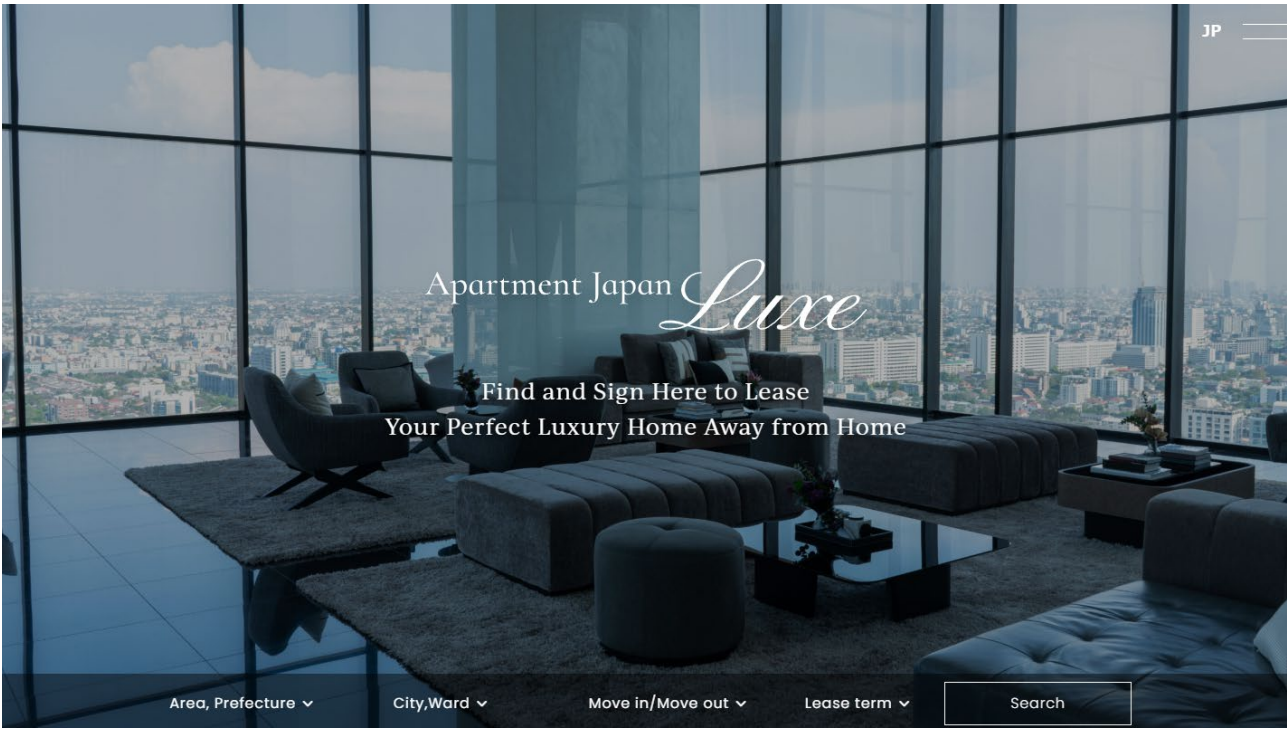 JP
Apartment Japan Luxe
Find and Sign Here to Lease
Your Perfect Luxury Home Away from Home
Area, Prefecture
City,Ward
Move in/Move out
Lease term
Search